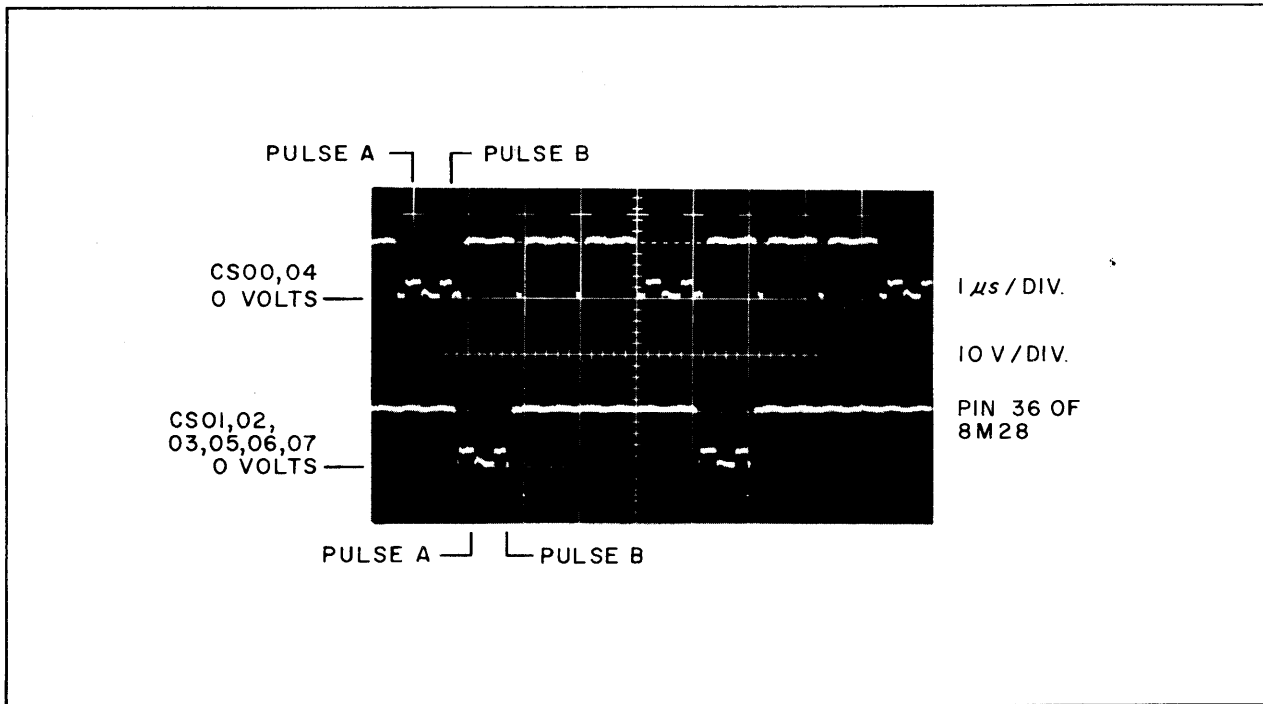 PULSE A
PULSE B
CS00,04
0 VOLTS
1 µs / DIV.
10 V / DIV.
CS01,02,
03,05,06,07
0 VOLTS
PIN 36 OF
8M28
PULSE A
PULSE B